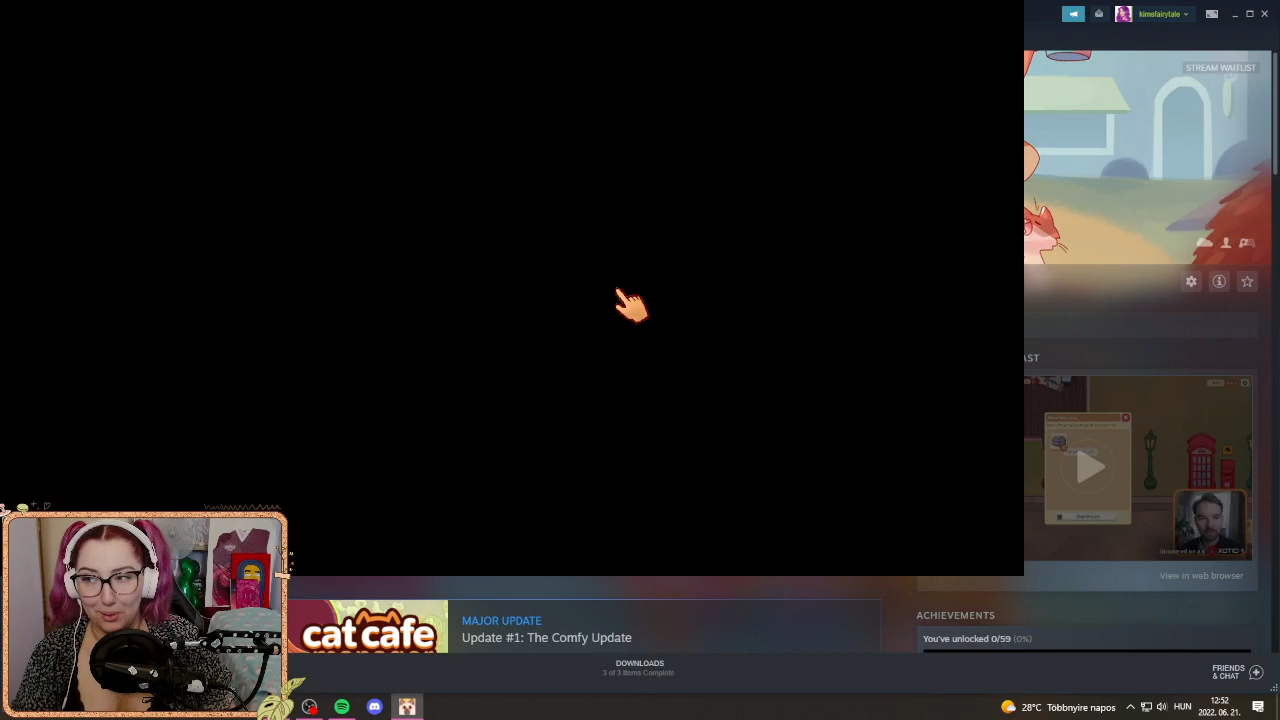 kimsfairytale
STREAM WAITLIST
AST
View in web browser
ACHIEVEMENTS
You've unlocked 0/59 (0%)
MAJOR UPDATE
Update #1: The Comfy Update
cat cafe
manager
DOWNLOADS
3 of 3 Items Complete
FRIENDS
& CHAT
28°C Többnyire napos
HUN
12:52
2022. 06. 21.